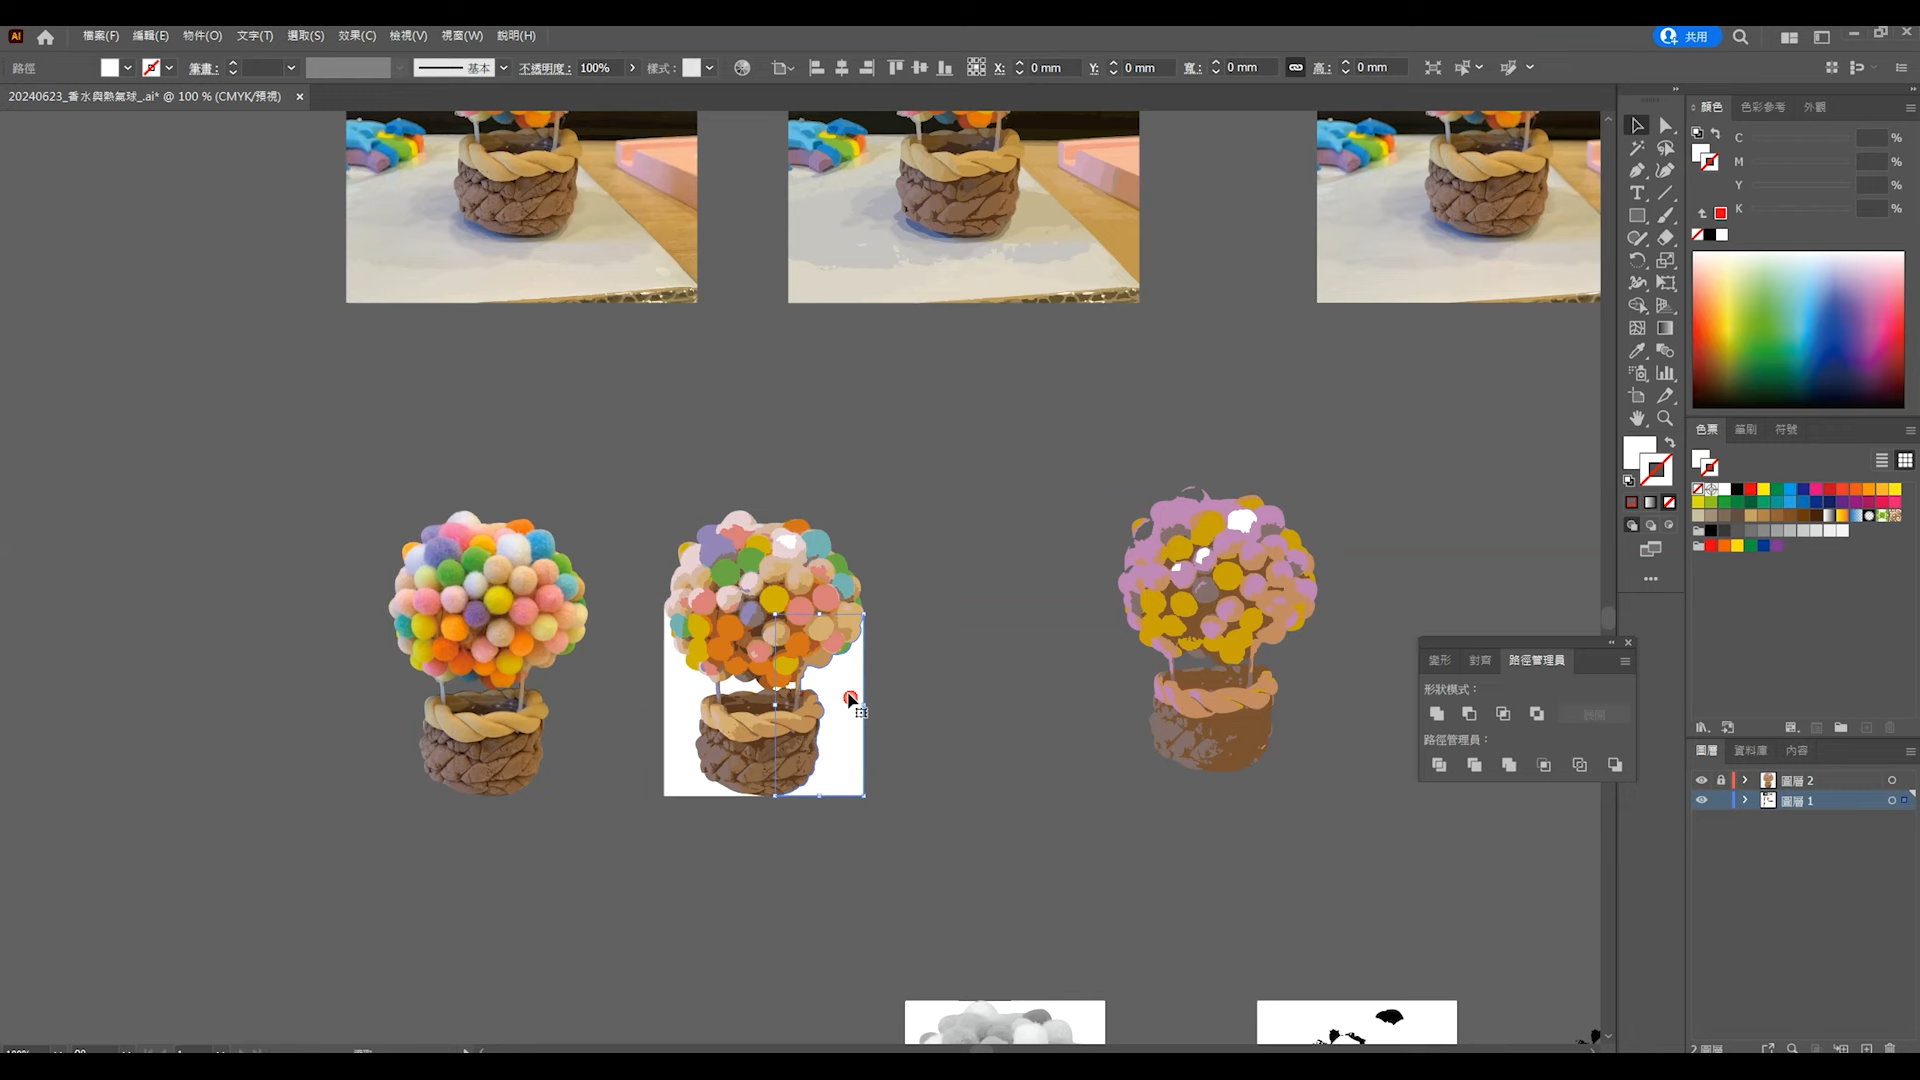 Ai 檔案(F) 編輯(E) 物件(O) 文字(T) 選取(S) 效果(C) 檢視(V) 視窗(W) 說明(H) 共用
路徑 筆畫: 基本 不透明度: 100% 樣式: X: 0 mm Y: 0 mm 寬: 0 mm 高: 0 mm
20240623_香水與熱氣球_.ai* @ 100 % (CMYK/預視) ×
顏色 色彩參考 外觀
C %
M %
Y %
K %
色票 筆刷 符號
變形 對齊 路徑管理員
形狀模式:
展開
路徑管理員:
圖層 資料庫 內容
圖層 2
圖層 1
2 圖層